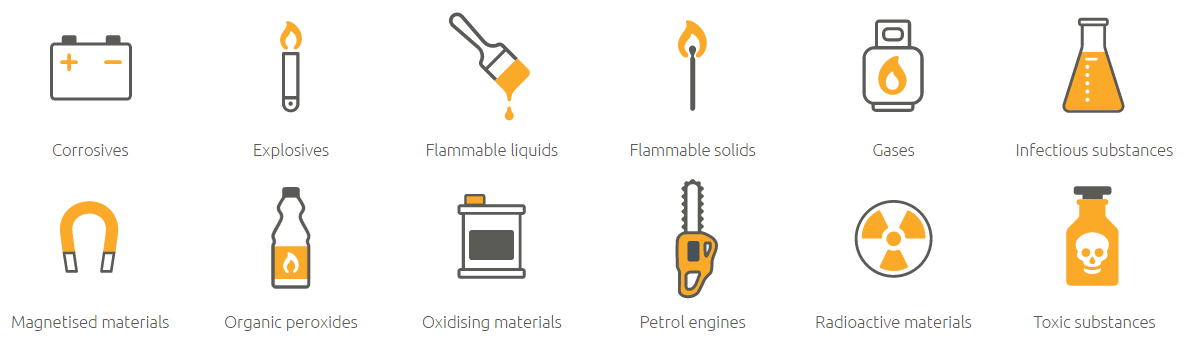 Corrosives
Explosives
Flammable liquids
Flammable solids
Gases
Infectious substances
Magnetised materials
Organic peroxides
Oxidising materials
Petrol engines
Radioactive materials
Toxic substances